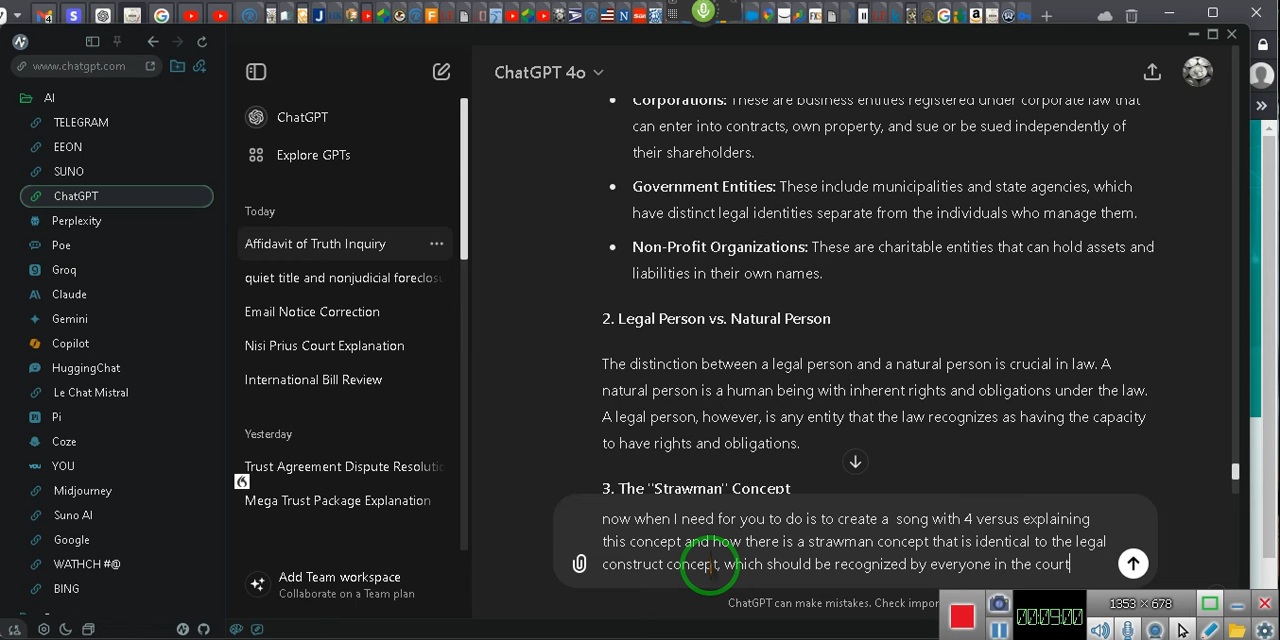 www.chatgpt.com
AI
TELEGRAM
EEON
SUNO
ChatGPT
Perplexity
Poe
Groq
Claude
Gemini
Copilot
HuggingChat
Le Chat Mistral
Pi
Coze
YOU
Midjourney
Suno AI
Google
WATHCH #@
BING
ChatGPT
Explore GPTs
Today
Affidavit of Truth Inquiry
quiet title and nonjudicial foreclosu
Email Notice Correction
Nisi Prius Court Explanation
International Bill Review
Yesterday
Trust Agreement Dispute Resolutio
Mega Trust Package Explanation
Add Team workspace
Collaborate on a Team plan
ChatGPT 4o
Corporations: These are business entities registered under corporate law that
can enter into contracts, own property, and sue or be sued independently of
their shareholders.
Government Entities: These include municipalities and state agencies, which
have distinct legal identities separate from the individuals who manage them.
Non-Profit Organizations: These are charitable entities that can hold assets and
liabilities in their own names.
2. Legal Person vs. Natural Person
The distinction between a legal person and a natural person is crucial in law. A
natural person is a human being with inherent rights and obligations under the law.
A legal person, however, is any entity that the law recognizes as having the capacity
to have rights and obligations.
3. The "Strawman" Concept
now when I need for you to do is to create a song with 4 versus explaining
this concept and how there is a strawman concept that is identical to the legal
construct concept, which should be recognized by everyone in the court
ChatGPT can make mistakes. Check impor
00:09:00
1353 × 678